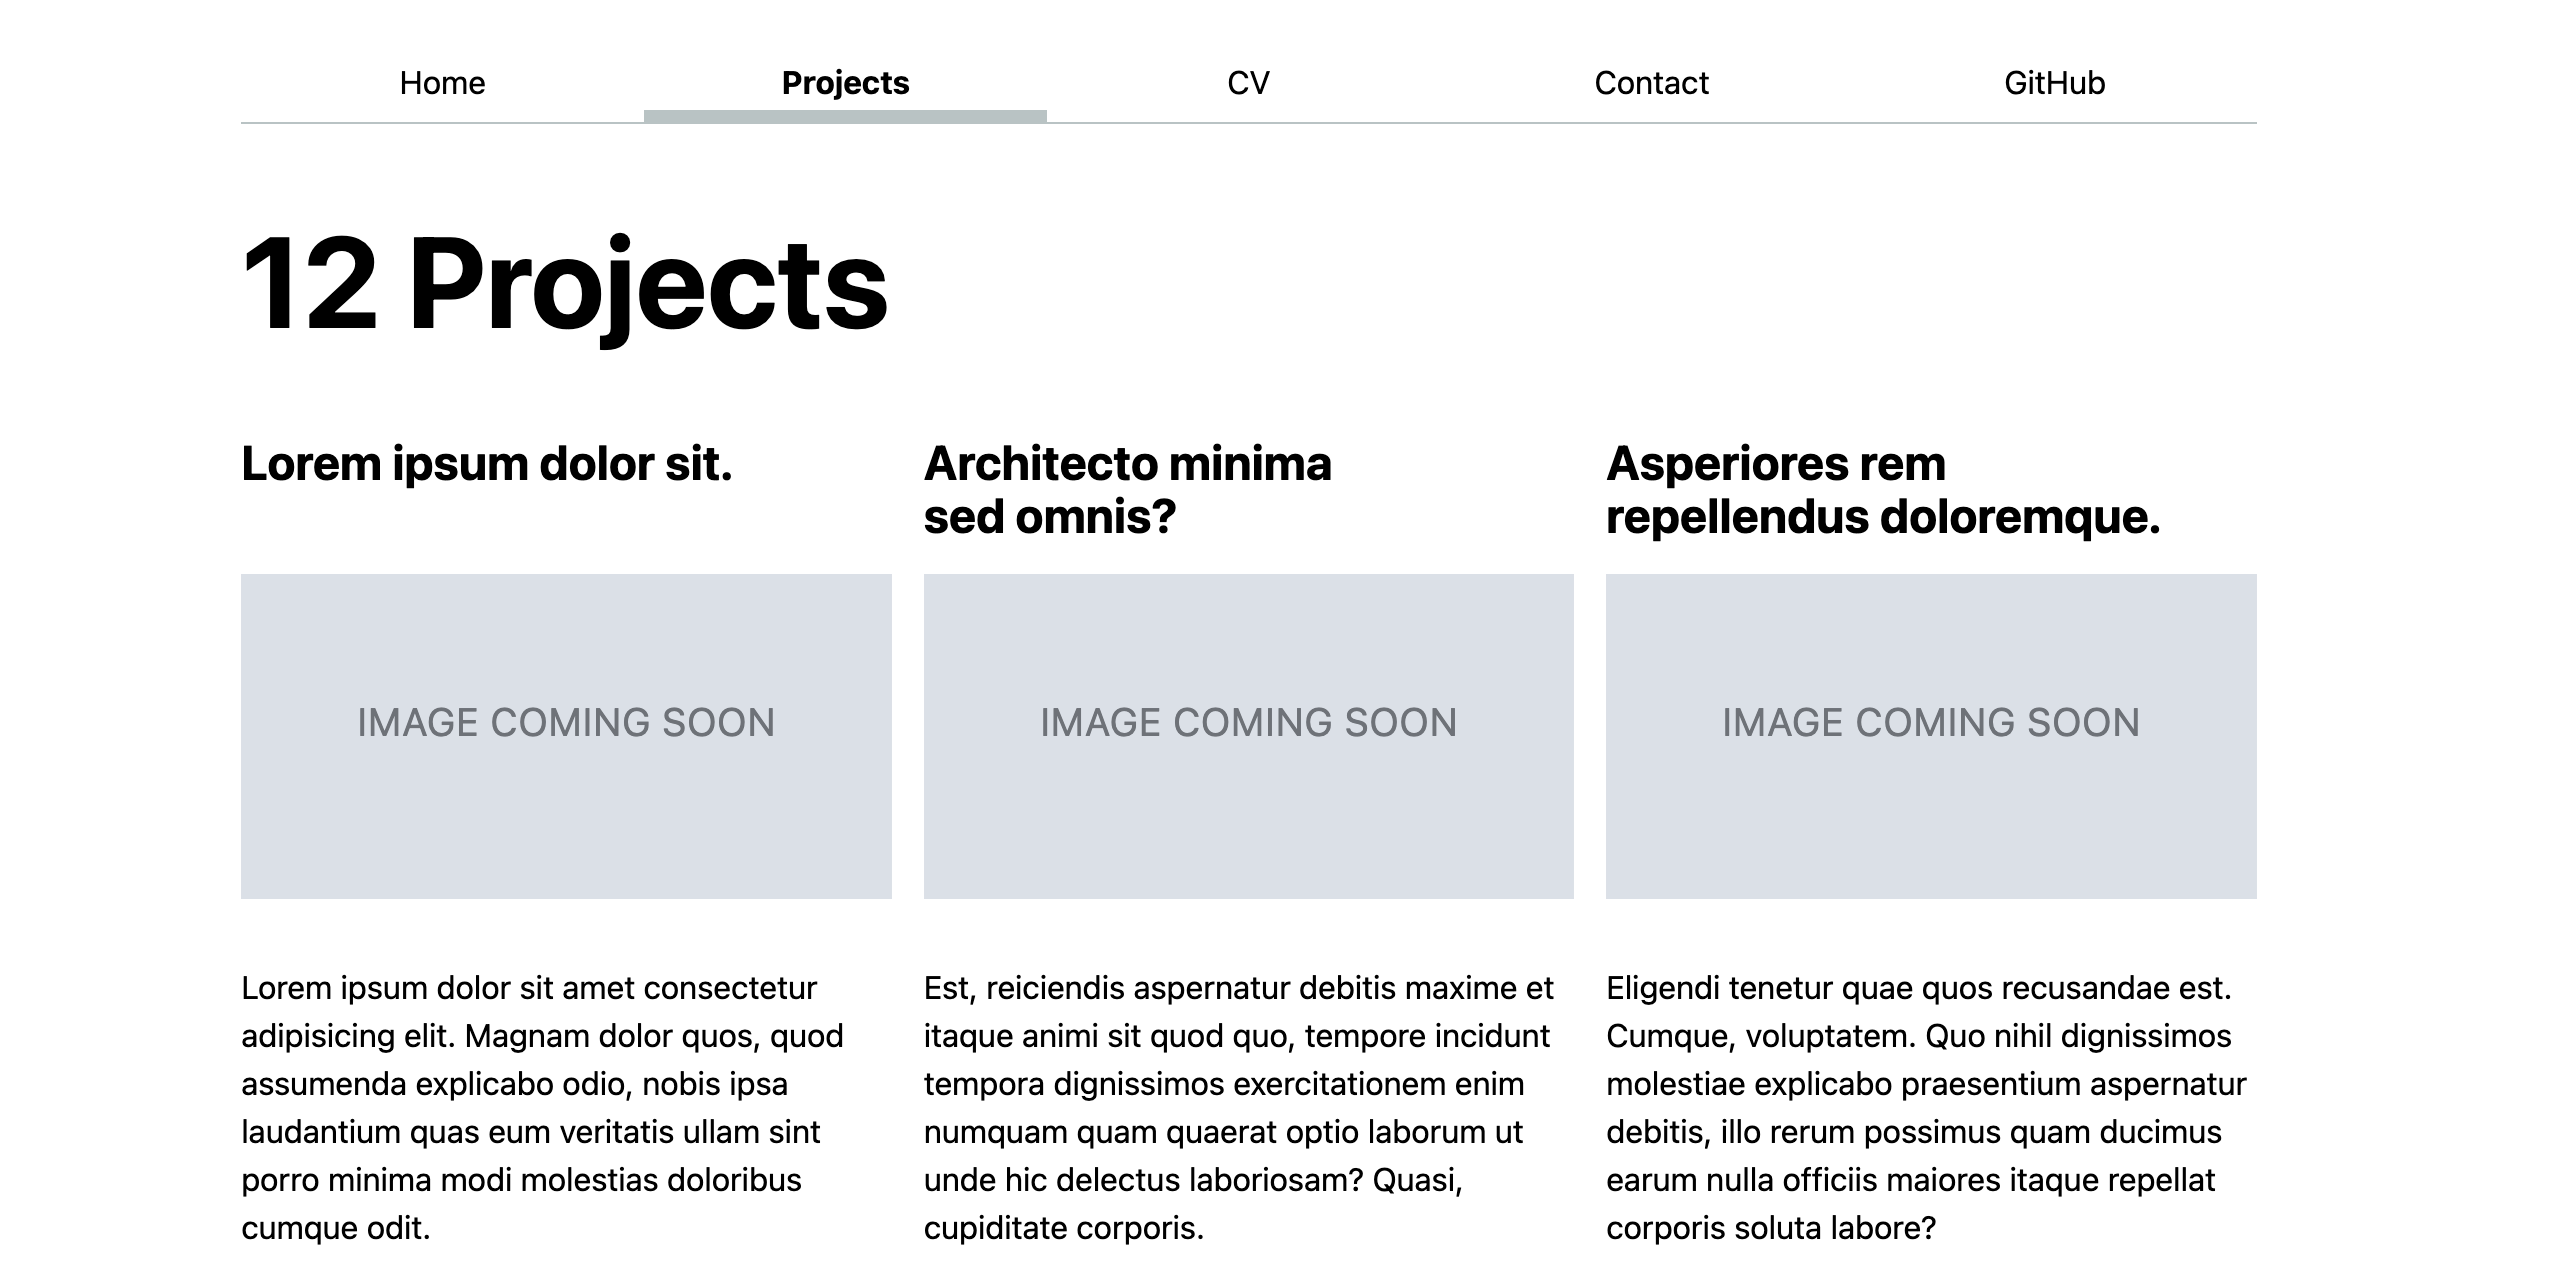 Home Projects CV Contact GitHub
12 Projects
Lorem ipsum dolor sit.
Architecto minima
sed omnis?
Asperiores rem
repellendus doloremque.
IMAGE COMING SOON
IMAGE COMING SOON
IMAGE COMING SOON
Lorem ipsum dolor sit amet consectetur
adipisicing elit. Magnam dolor quos, quod
assumenda explicabo odio, nobis ipsa
laudantium quas eum veritatis ullam sint
porro minima modi molestias doloribus
cumque odit.
Est, reiciendis aspernatur debitis maxime et
itaque animi sit quod quo, tempore incidunt
tempora dignissimos exercitationem enim
numquam quam quaerat optio laborum ut
unde hic delectus laboriosam? Quasi,
cupiditate corporis.
Eligendi tenetur quae quos recusandae est.
Cumque, voluptatem. Quo nihil dignissimos
molestiae explicabo praesentium aspernatur
debitis, illo rerum possimus quam ducimus
earum nulla officiis maiores itaque repellat
corporis soluta labore?